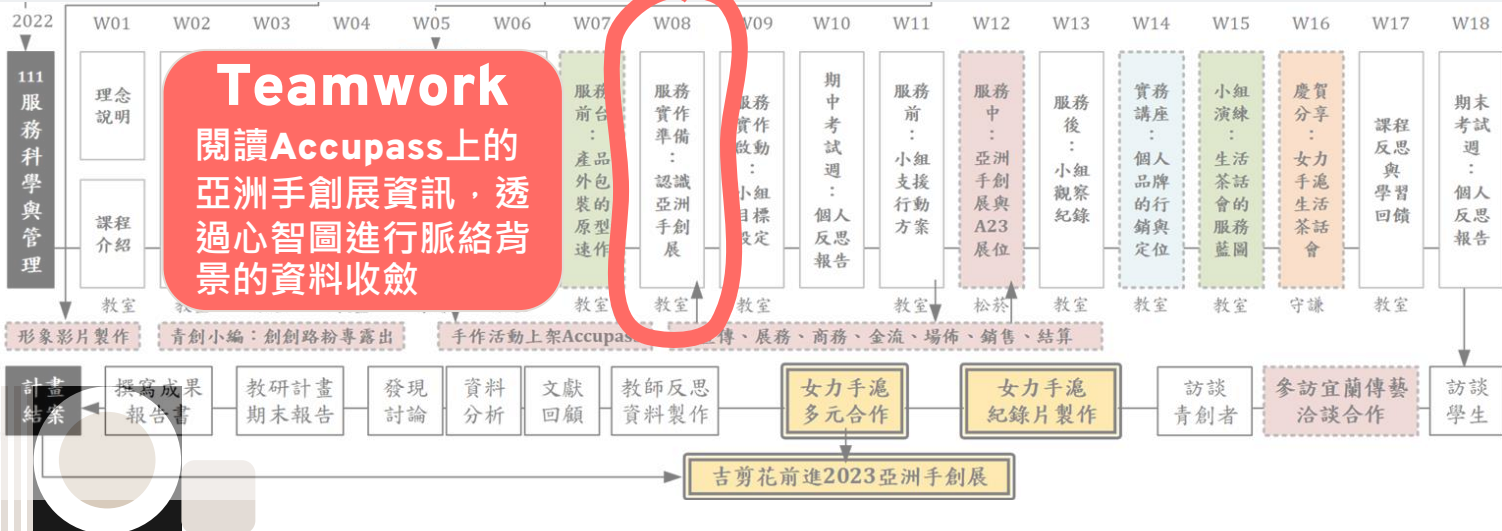 2022 W01 W02 W03 W04 W05 W06 W07 W08 W09 W10 W11 W12 W13 W14 W15 W16 W17 W18
111
服
務
科
學
與
管
理
理念
說明
課程
介紹
教室
Teamwork
閱讀Accupass上的
亞洲手創展資訊，透
過心智圖進行脈絡背
景的資料收斂
服務
前台
：
產品
外包
裝的
原型
速作
教室
服務
實作
準備
：
認識
亞洲
手創
展
教室
服務
實作
啟動
：
小組
目標
設定
教室
期
中
考
試
週
：
個人
反思
報告
服務
前
：
小組
支援
行動
方案
教室
服務
中
：
亞洲
手創
展與
A23
展位
松菸
服務
後
：
小組
觀察
紀錄
教室
實務
講座
：
個人
品牌
的行
銷與
定位
教室
小組
演練
：
生活
茶話
會的
服務
藍圖
教室
慶賀
分享
：
女力
手滬
生活
茶話
會
守謙
課程
反思
與
學習
回饋
教室
期末
考試
週
：
個人
反思
報告
形象影片製作
青創小編：創創路粉專露出
手作活動上架Accupass
傳、展務、商務、金流、場佈、銷售、結算
計畫
結案
撰寫成果
報告書
教研計畫
期末報告
發現
討論
資料
分析
文獻
回顧
教師反思
資料製作
女力手滬
多元合作
女力手滬
紀錄片製作
訪談
青創者
參訪宜蘭傳藝
洽談合作
訪談
學生
吉剪花前進2023亞洲手創展